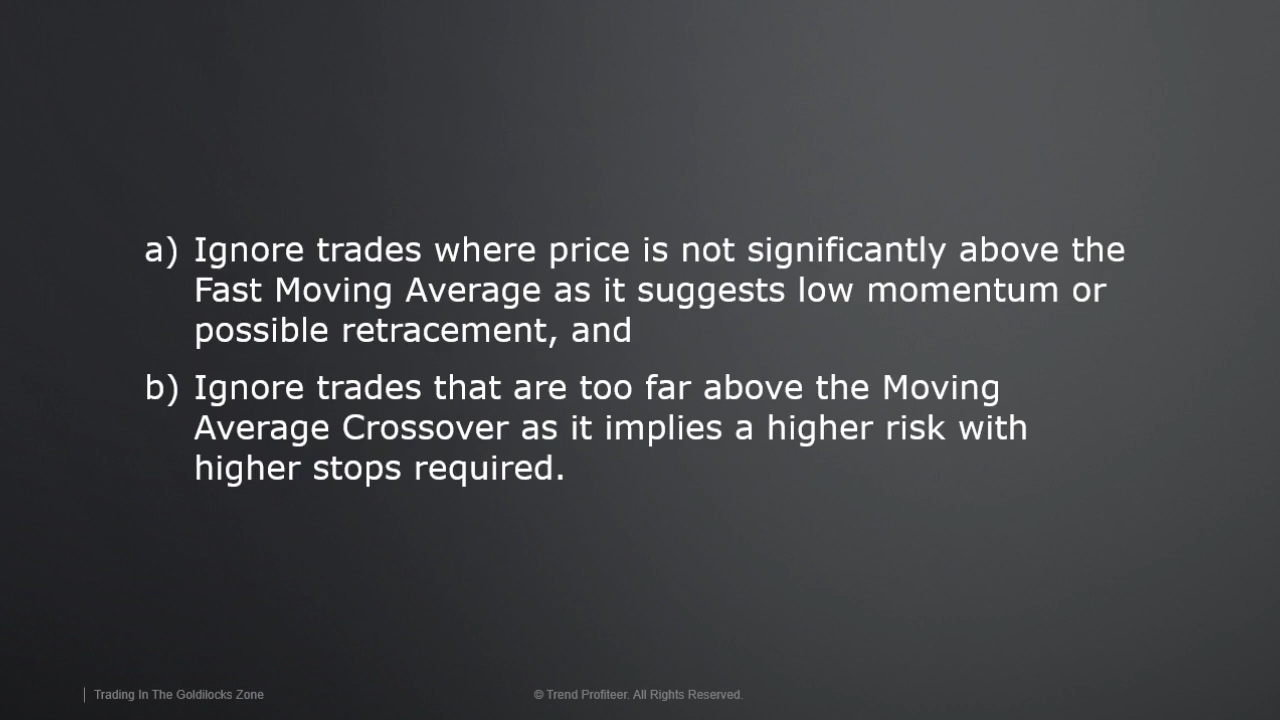 a) Ignore trades where price is not significantly above the
Fast Moving Average as it suggests low momentum or
possible retracement, and
b) Ignore trades that are too far above the Moving
Average Crossover as it implies a higher risk with
higher stops required.
Trading In The Goldilocks Zone
© Trend Profiteer. All Rights Reserved.